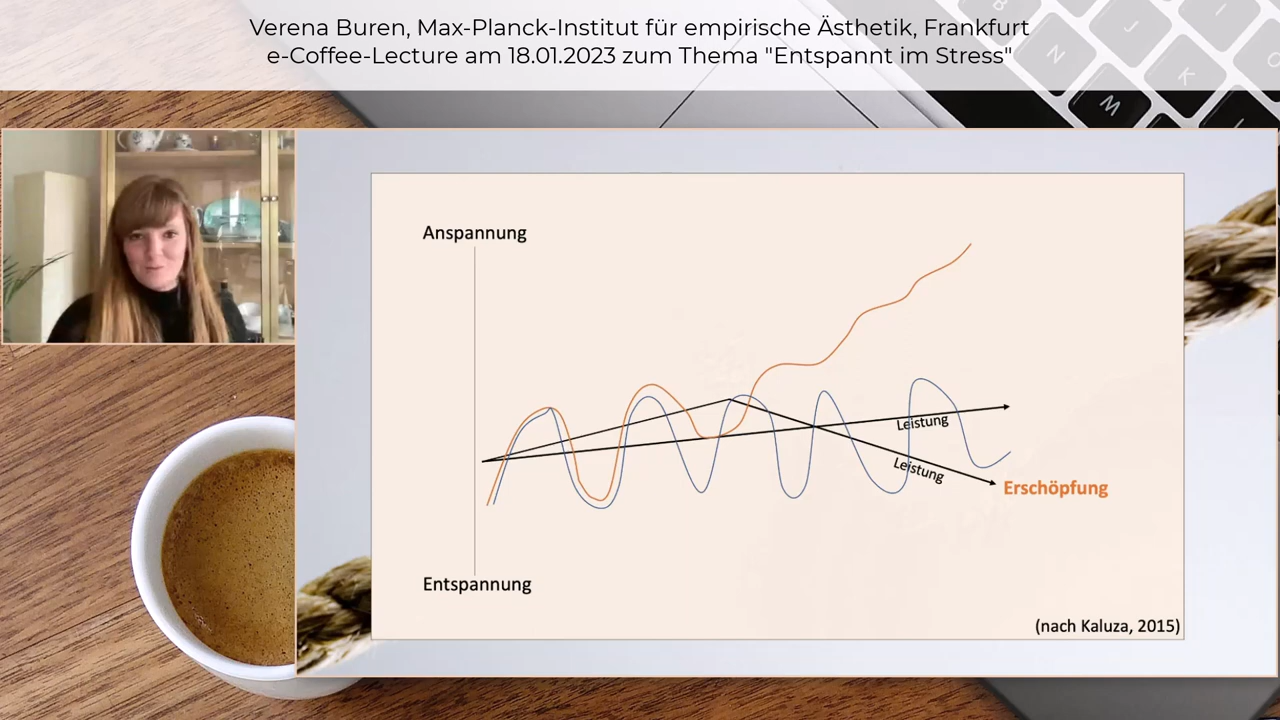 Verena Buren, Max-Planck-Institut für empirische Ästhetik, Frankfurt
e-Coffee-Lecture am 18.01.2023 zum Thema "Entspannt im Stress"
B
J
I
N
K
O
M
Anspannung
Leistung
Leistung
Erschöpfung
Entspannung
(nach Kaluza, 2015)